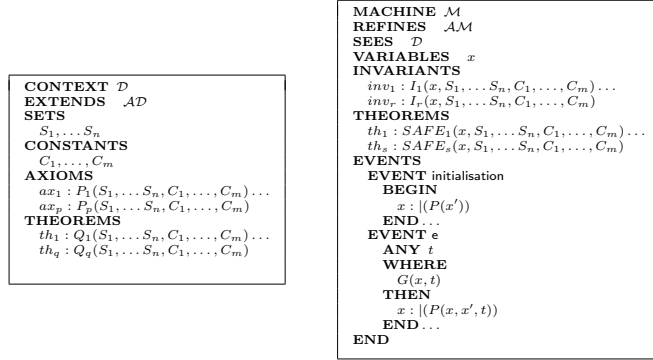 CONTEXT 𝒟
EXTENDS 𝒜𝒟
SETS
S₁, . . . Sₙ
CONSTANTS
C₁, . . . , Cₘ
AXIOMS
ax₁ : P₁(S₁, . . . Sₙ, C₁, . . . , Cₘ) . . .
axₚ : Pₚ(S₁, . . . Sₙ, C₁, . . . , Cₘ)
THEOREMS
th₁ : Q₁(S₁, . . . Sₙ, C₁, . . . , Cₘ) . . .
th_q : Q_q(S₁, . . . Sₙ, C₁, . . . , Cₘ)
MACHINE ℳ
REFINES 𝒜ℳ
SEES 𝒟
VARIABLES x
INVARIANTS
inv₁ : I₁(x, S₁, . . . Sₙ, C₁, . . . , Cₘ) . . .
invᵣ : Iᵣ(x, S₁, . . . Sₙ, C₁, . . . , Cₘ)
THEOREMS
th₁ : SAFE₁(x, S₁, . . . Sₙ, C₁, . . . , Cₘ) . . .
thₛ : SAFEₛ(x, S₁, . . . Sₙ, C₁, . . . , Cₘ)
EVENTS
EVENT initialisation
BEGIN
x : |(P(x′))
END . . .
EVENT e
ANY t
WHERE
G(x, t)
THEN
x : |(P(x, x′, t))
END . . .
END